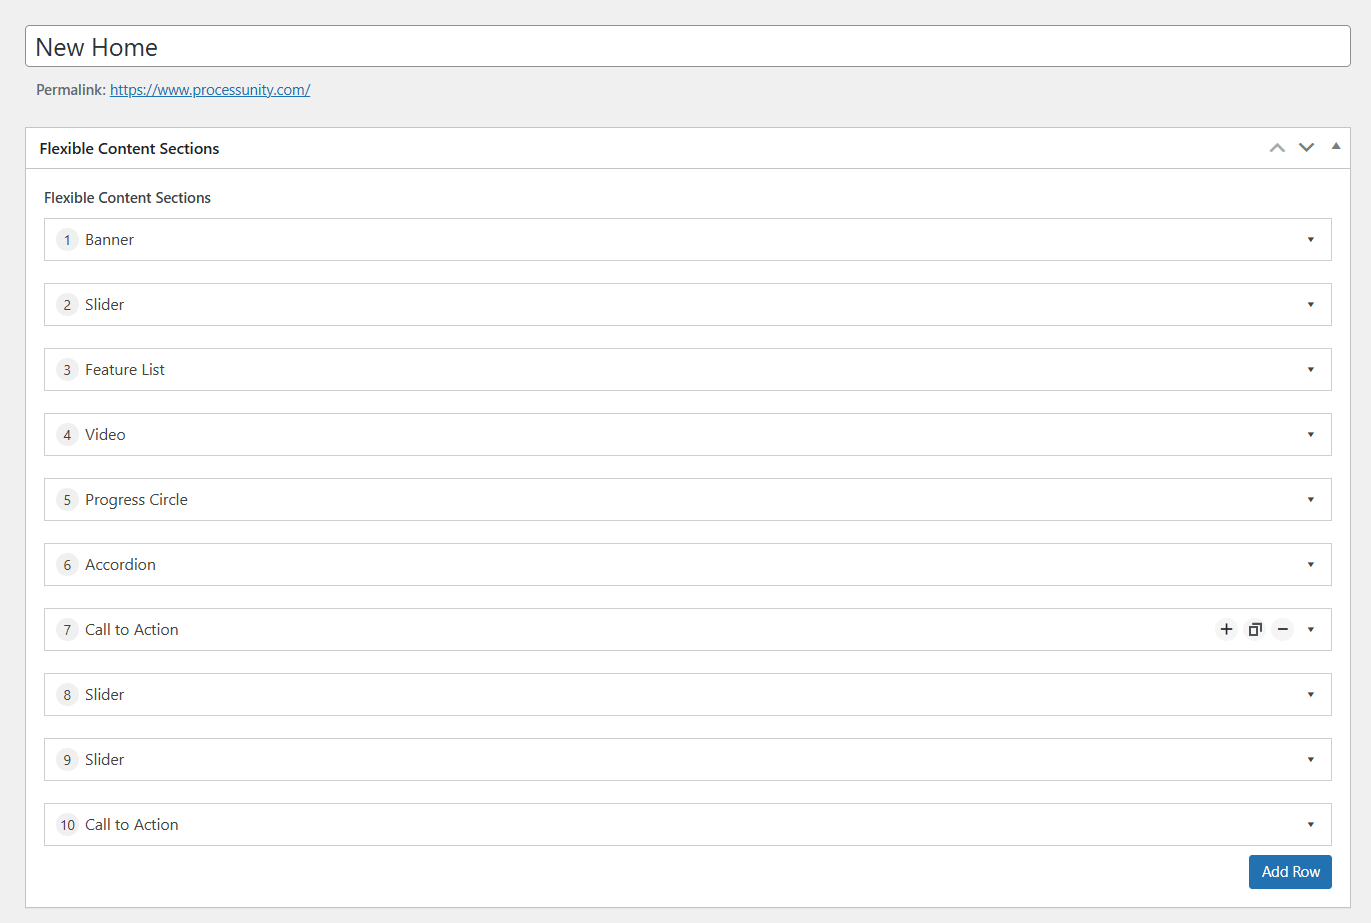 New Home
Permalink: https://www.processunity.com/
Flexible Content Sections
Flexible Content Sections
1 Banner
2 Slider
3 Feature List
4 Video
5 Progress Circle
6 Accordion
7 Call to Action
8 Slider
9 Slider
10 Call to Action
Add Row